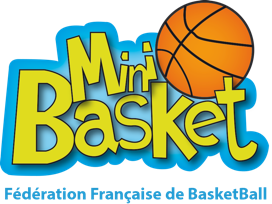 Mini
Basket
Fédération Française de BasketBall